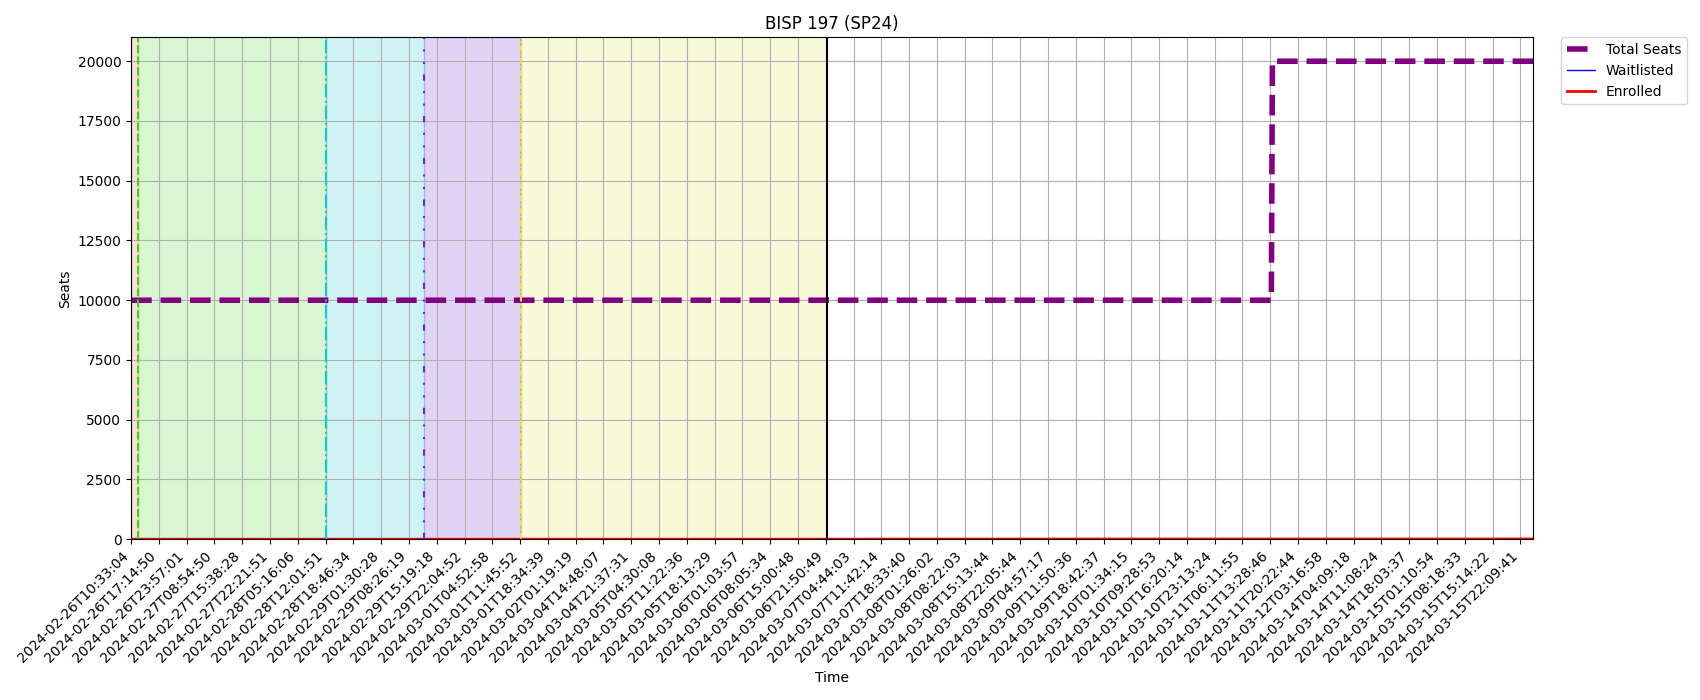 BISP 197 (SP24)
Total Seats
Waitlisted
Enrolled
Seats
20000
17500
15000
12500
10000
7500
5000
2500
0
2024-02-26T10:33:04
2024-02-26T17:14:50
2024-02-26T23:57:01
2024-02-27T08:54:50
2024-02-27T15:38:28
2024-02-27T22:21:51
2024-02-28T05:16:06
2024-02-28T12:01:51
2024-02-28T18:46:34
2024-02-29T01:30:28
2024-02-29T08:26:19
2024-02-29T15:19:18
2024-02-29T22:04:52
2024-03-01T04:52:58
2024-03-01T11:45:52
2024-03-01T18:34:39
2024-03-02T01:19:19
2024-03-04T14:48:07
2024-03-04T21:37:31
2024-03-05T04:30:08
2024-03-05T11:22:36
2024-03-05T18:13:29
2024-03-06T01:03:57
2024-03-06T08:05:34
2024-03-06T15:00:48
2024-03-06T21:50:49
2024-03-07T04:44:03
2024-03-07T11:42:14
2024-03-07T18:33:40
2024-03-08T01:26:02
2024-03-08T08:22:03
2024-03-08T15:13:44
2024-03-08T22:05:44
2024-03-09T04:57:17
2024-03-09T11:50:36
2024-03-09T18:42:37
2024-03-10T01:34:15
2024-03-10T09:28:53
2024-03-10T16:20:14
2024-03-10T23:13:24
2024-03-11T06:11:55
2024-03-11T13:28:46
2024-03-11T20:22:44
2024-03-12T03:16:58
2024-03-14T04:09:18
2024-03-14T11:08:24
2024-03-14T18:03:37
2024-03-15T01:10:54
2024-03-15T08:18:33
2024-03-15T15:14:22
2024-03-15T22:09:41
Time